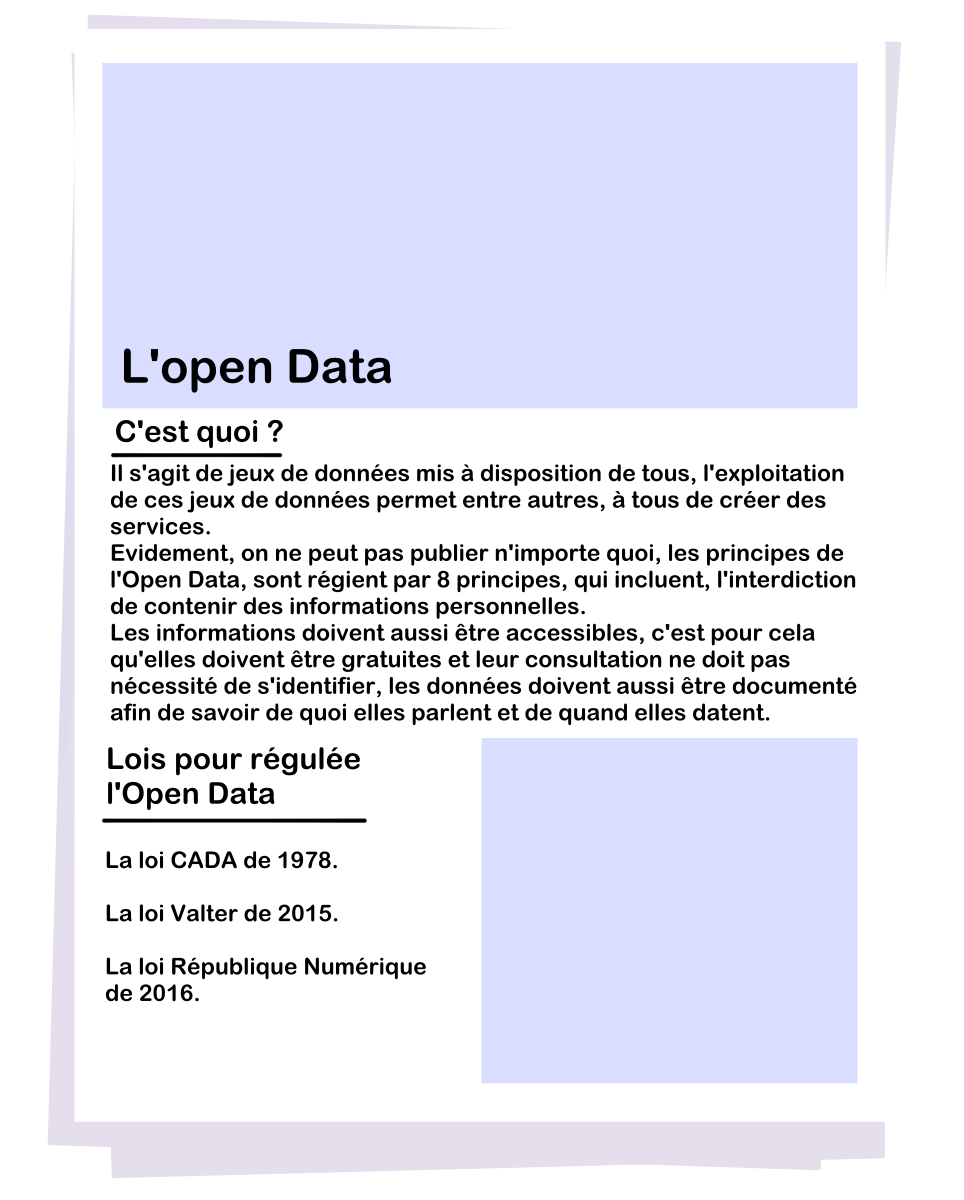 L'open Data
C'est quoi ?
Il s'agit de jeux de données mis à disposition de tous, l'exploitation
de ces jeux de données permet entre autres, à tous de créer des
services.
Evidement, on ne peut pas publier n'importe quoi, les principes de
l'Open Data, sont régient par 8 principes, qui incluent, l'interdiction
de contenir des informations personnelles.
Les informations doivent aussi être accessibles, c'est pour cela
qu'elles doivent être gratuites et leur consultation ne doit pas
nécessité de s'identifier, les données doivent aussi être documenté
afin de savoir de quoi elles parlent et de quand elles datent.
Lois pour régulée
l'Open Data
La loi CADA de 1978.
La loi Valter de 2015.
La loi République Numérique
de 2016.